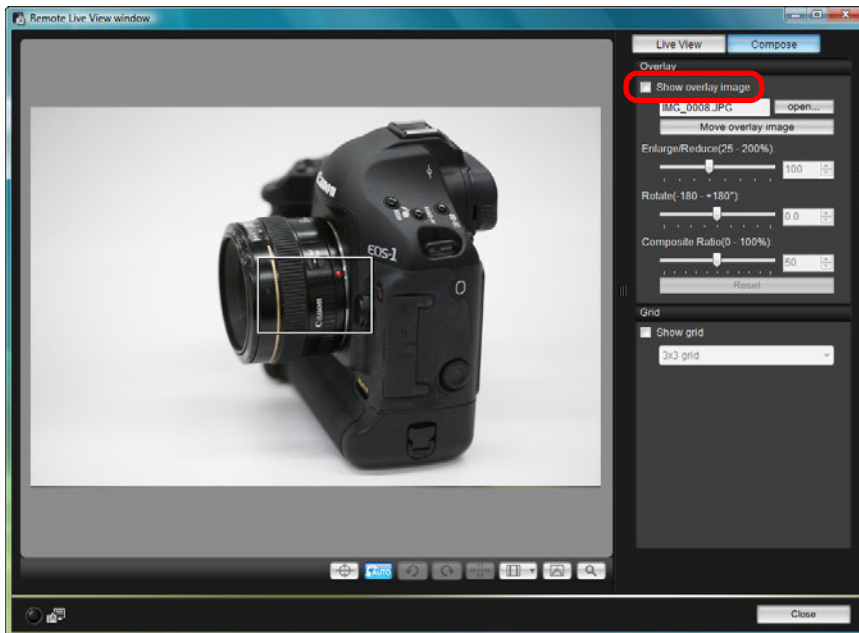 Remote Live View window
Live View
Compose
Overlay
Show overlay image
IMG_0008.JPG
open...
Move overlay image
Enlarge/Reduce(25 - 200%):
100
Rotate(-180 - +180°):
0.0
Composite Ratio(0 - 100%):
50
Reset
Grid
Show grid
3x3 grid
Canon
EOS-1
Canon
AUTO
Close